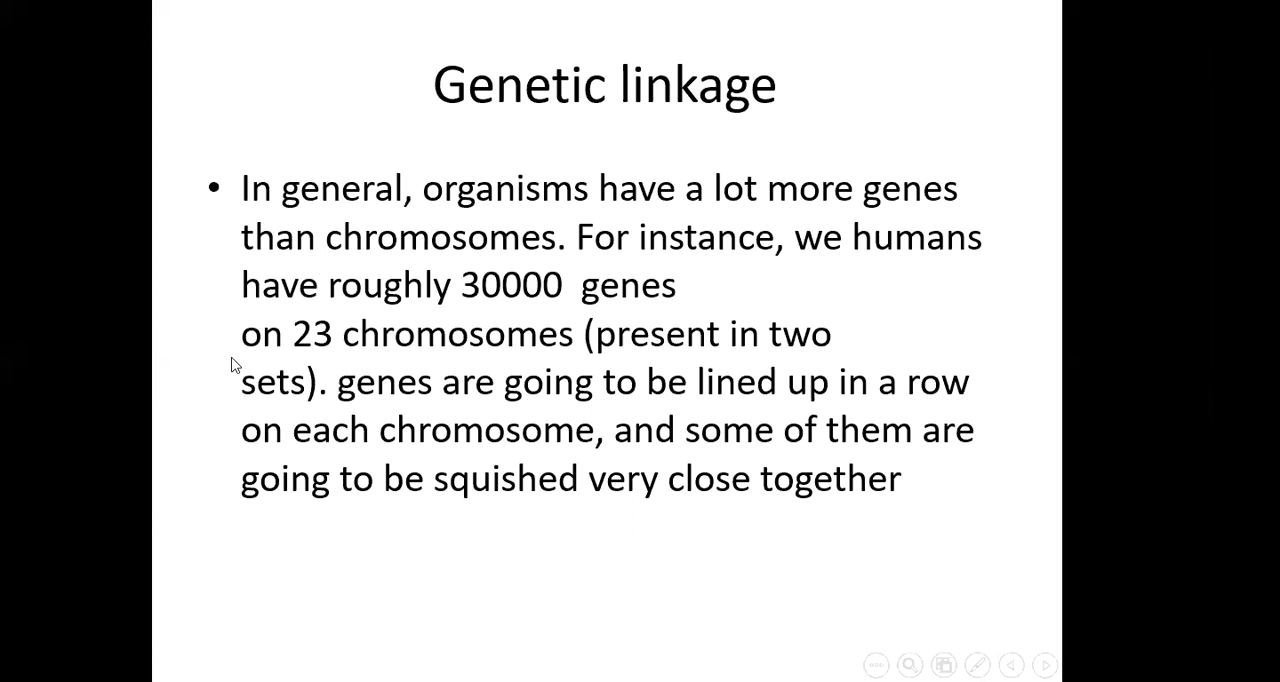 Genetic linkage
• In general, organisms have a lot more genes
than chromosomes. For instance, we humans
have roughly 30000  genes
on 23 chromosomes (present in two
sets). genes are going to be lined up in a row
on each chromosome, and some of them are
going to be squished very close together